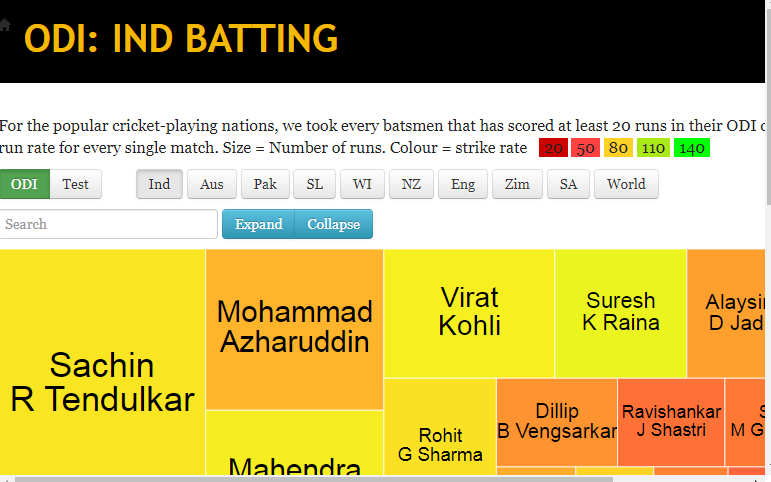 ODI: IND BATTING
For the popular cricket-playing nations, we took every batsmen that has scored at least 20 runs in their ODI
run rate for every single match. Size = Number of runs. Colour = strike rate 20 50 80 110 140
ODI Test Ind Aus Pak SL WI NZ Eng Zim SA World
Search Expand Collapse
Sachin
R Tendulkar
Mohammad
Azharuddin
Mahendra
Virat
Kohli
Suresh
K Raina
Alaysin
D Jad
Rohit
G Sharma
Dillip
B Vengsarkar
Ravishankar
J Shastri
S
M G